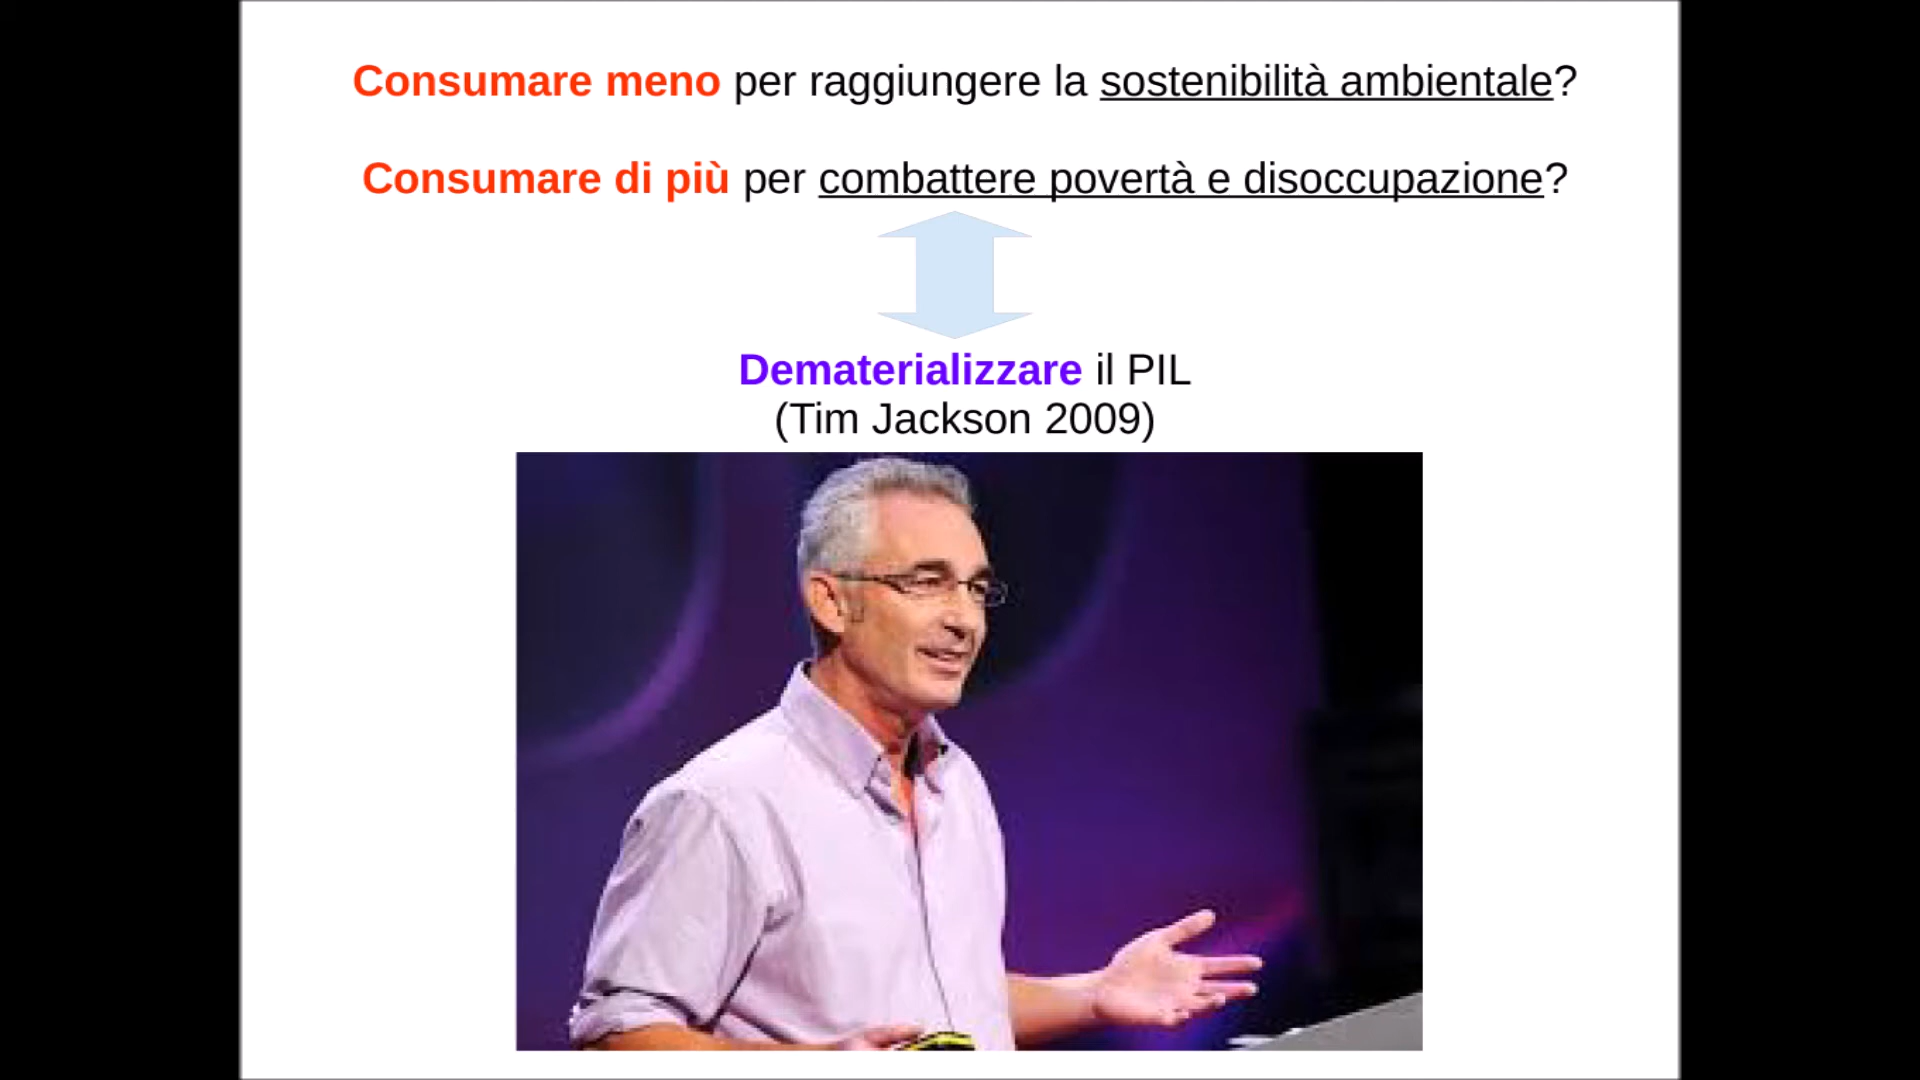 Consumare meno per raggiungere la sostenibilità ambientale?
Consumare di più per combattere povertà e disoccupazione?
Dematerializzare il PIL
(Tim Jackson 2009)